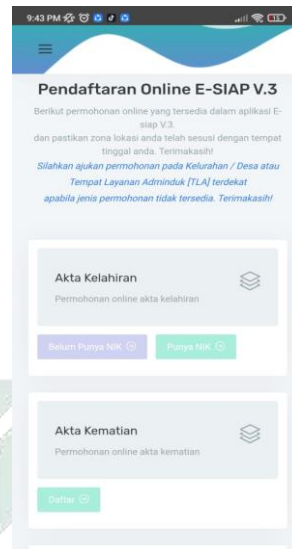 9:43 PM
Pendaftaran Online E-SIAP V.3
Berikut permohonan online yang tersedia dalam aplikasi E-
siap V.3.
dan pastikan zona lokasi anda telah sesusi dengan tempat
tinggal anda. Terimakasih!
Silahkan ajukan permohonan pada Kelurahan / Desa atau
Tempat Layanan Adminduk [TLA] terdekat
apabila jenis permohonan tidak tersedia. Terimakasih!
Akta Kelahiran
Permohonan online akta kelahiran
Belum Punya NIK
Punya NIK
Akta Kematian
Permohonan online akta kematian
Daftar